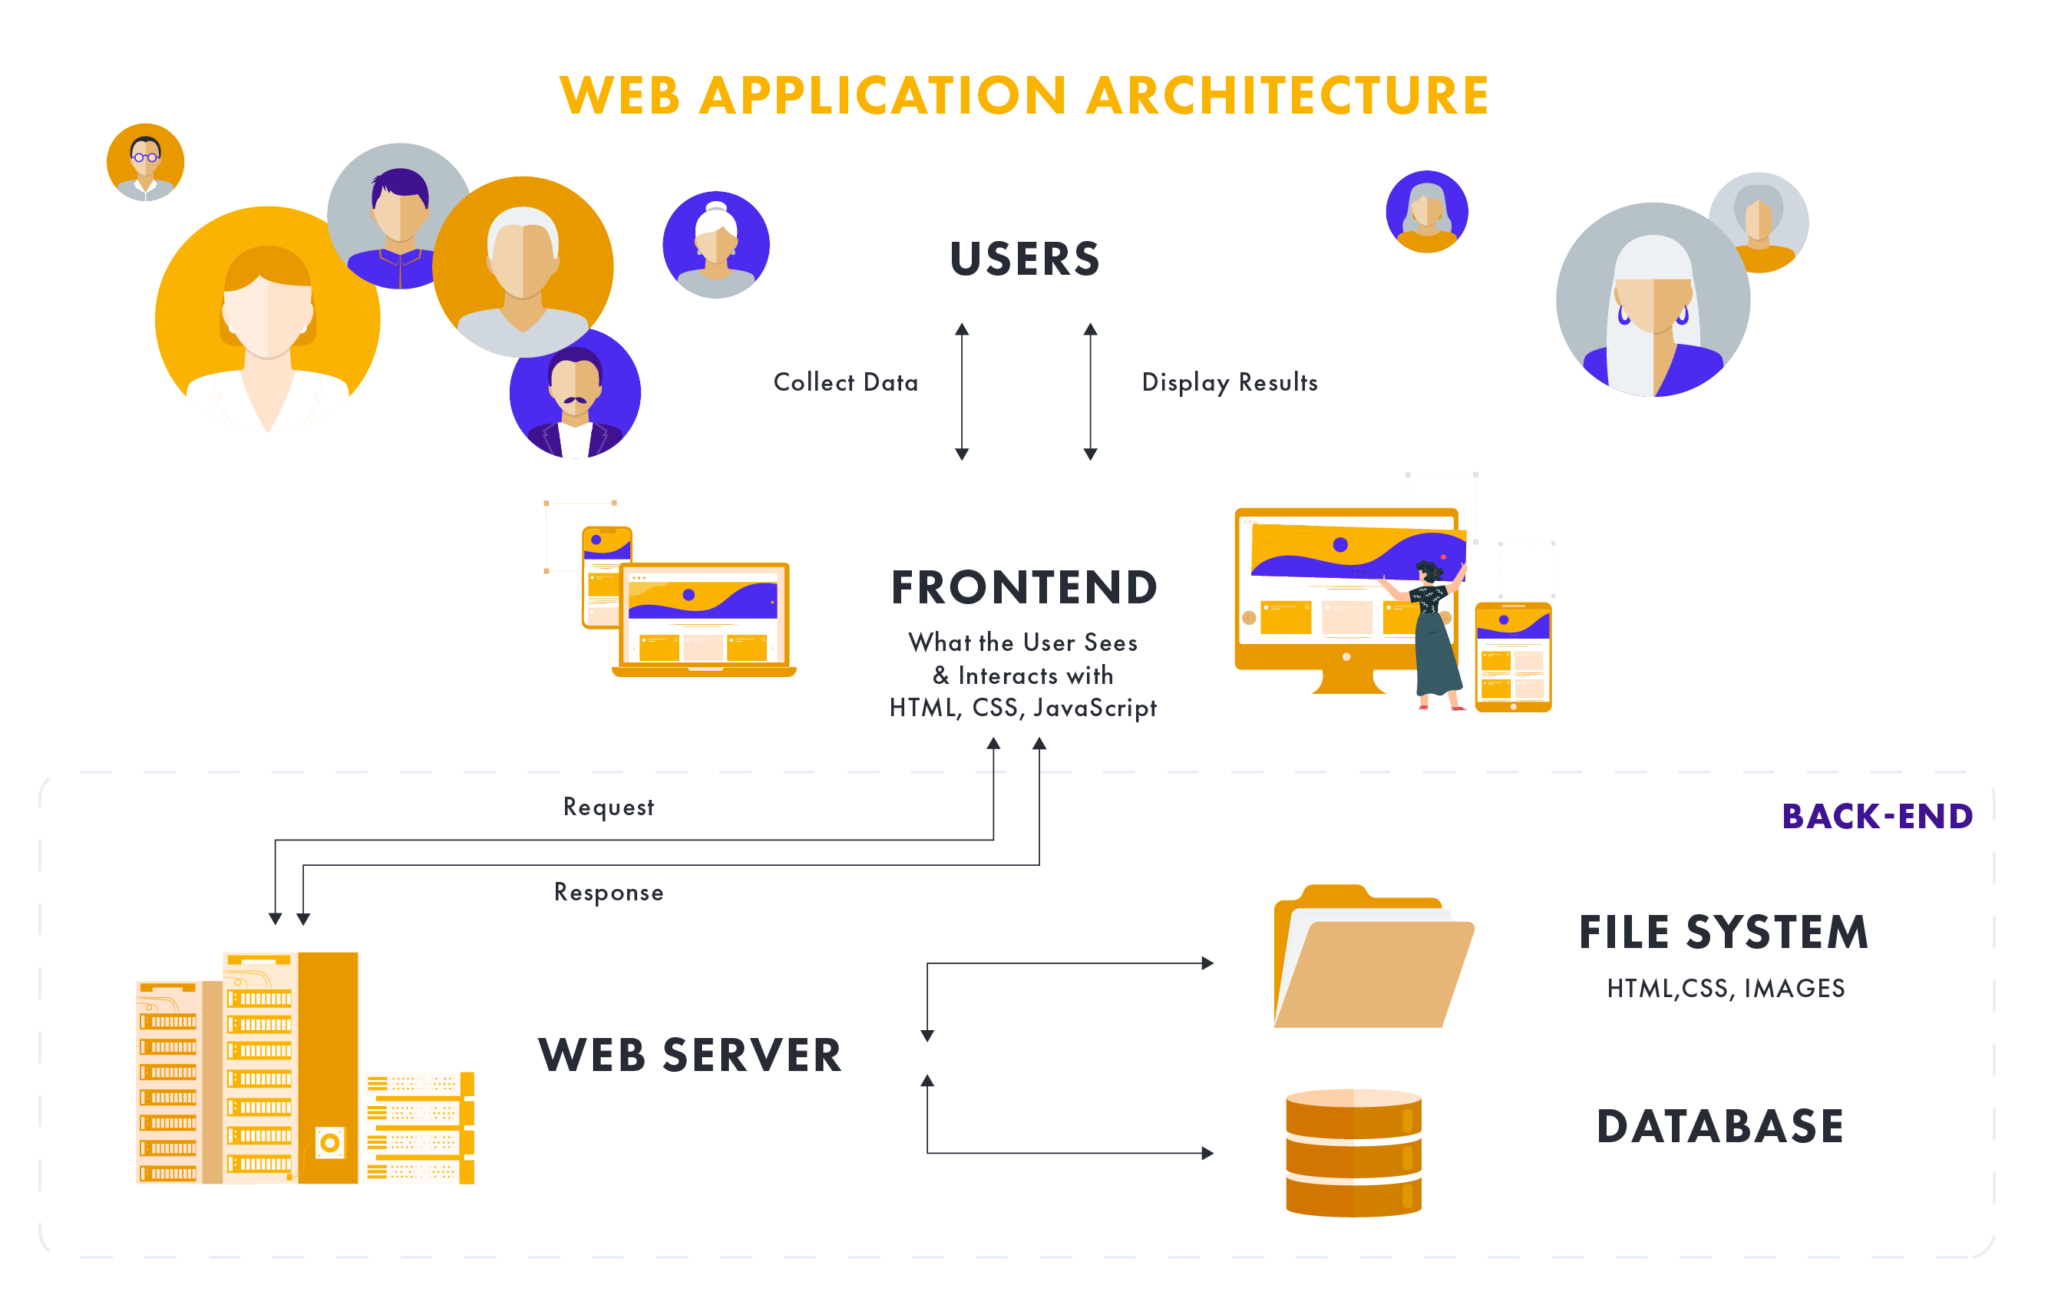 WEB APPLICATION ARCHITECTURE
USERS
Collect Data
Display Results
FRONTEND
What the User Sees
& Interacts with
HTML, CSS, JavaScript
Request
BACK-END
Response
FILE SYSTEM
HTML,CSS, IMAGES
WEB SERVER
DATABASE